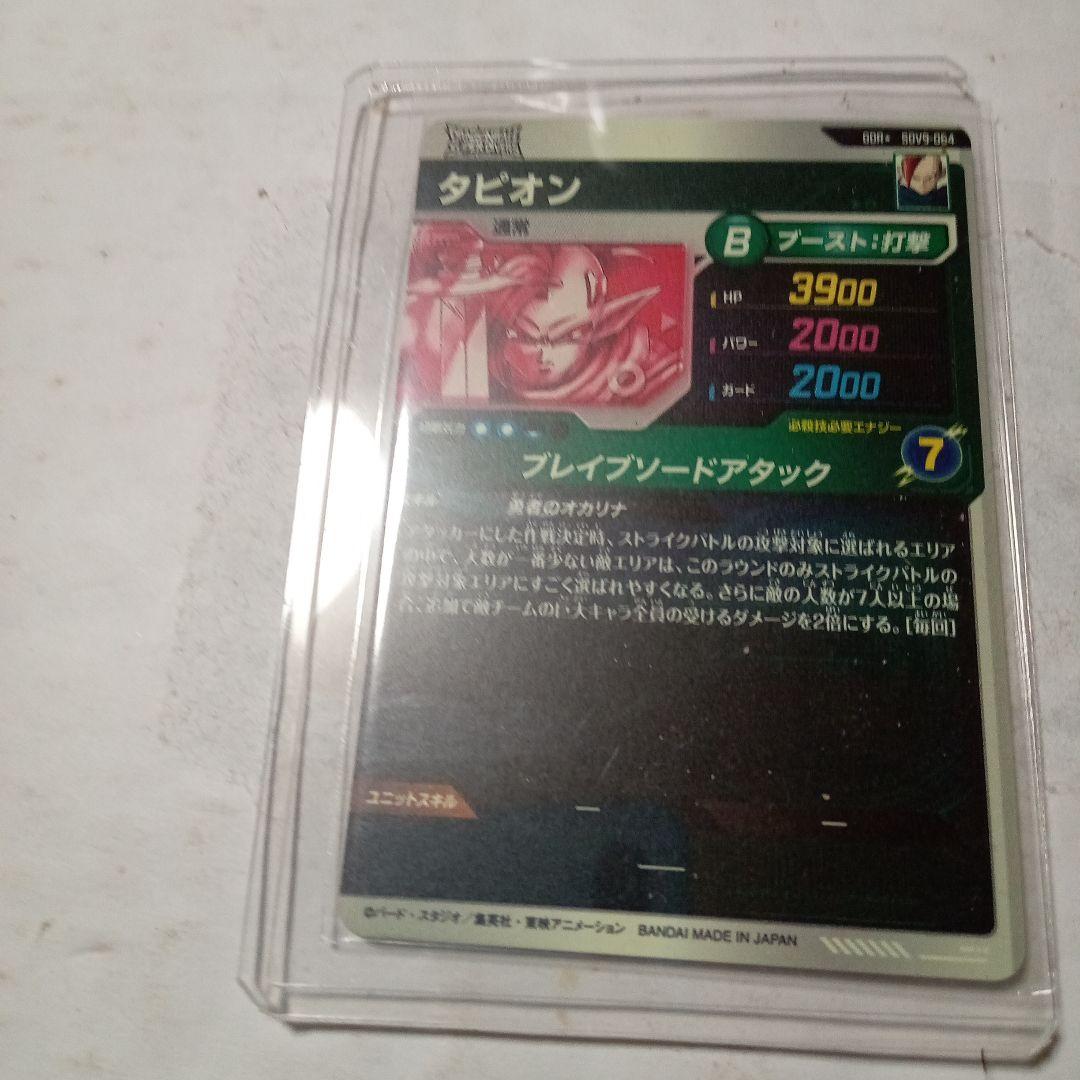 SDV5-054
タピオン
通常
B ブースト:打撃
HP 3900
パワー 2000
ガード 2000
必殺技必要エナジー
7
ブレイブソードアタック
勇者のオカリナ
アタッカーにした作戦決定時、ストライクバトルの攻撃対象に選ばれるエリア
の中で、人数が一番少ない敵エリアは、このラウンドのみストライクバトルの
攻撃対象エリアにすごく選ばれやすくなる。さらに敵の人数が7人以上の場
合、追加で敵チームの巨大キャラ全員の受けるダメージを2倍にする。[毎回]
ユニットスキル
©バード・スタジオ/集英社・東映アニメーション BANDAI MADE IN JAPAN